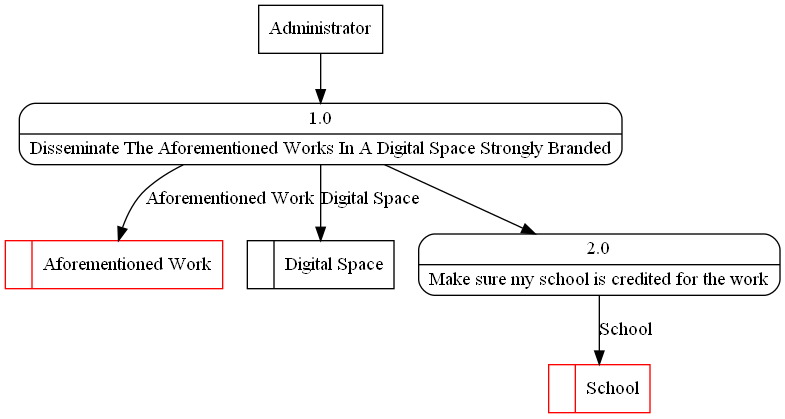 Administrator
1.0
Disseminate The Aforementioned Works In A Digital Space Strongly Branded
Aforementioned Work
Digital Space
Aforementioned Work
Digital Space
2.0
Make sure my school is credited for the work
School
School